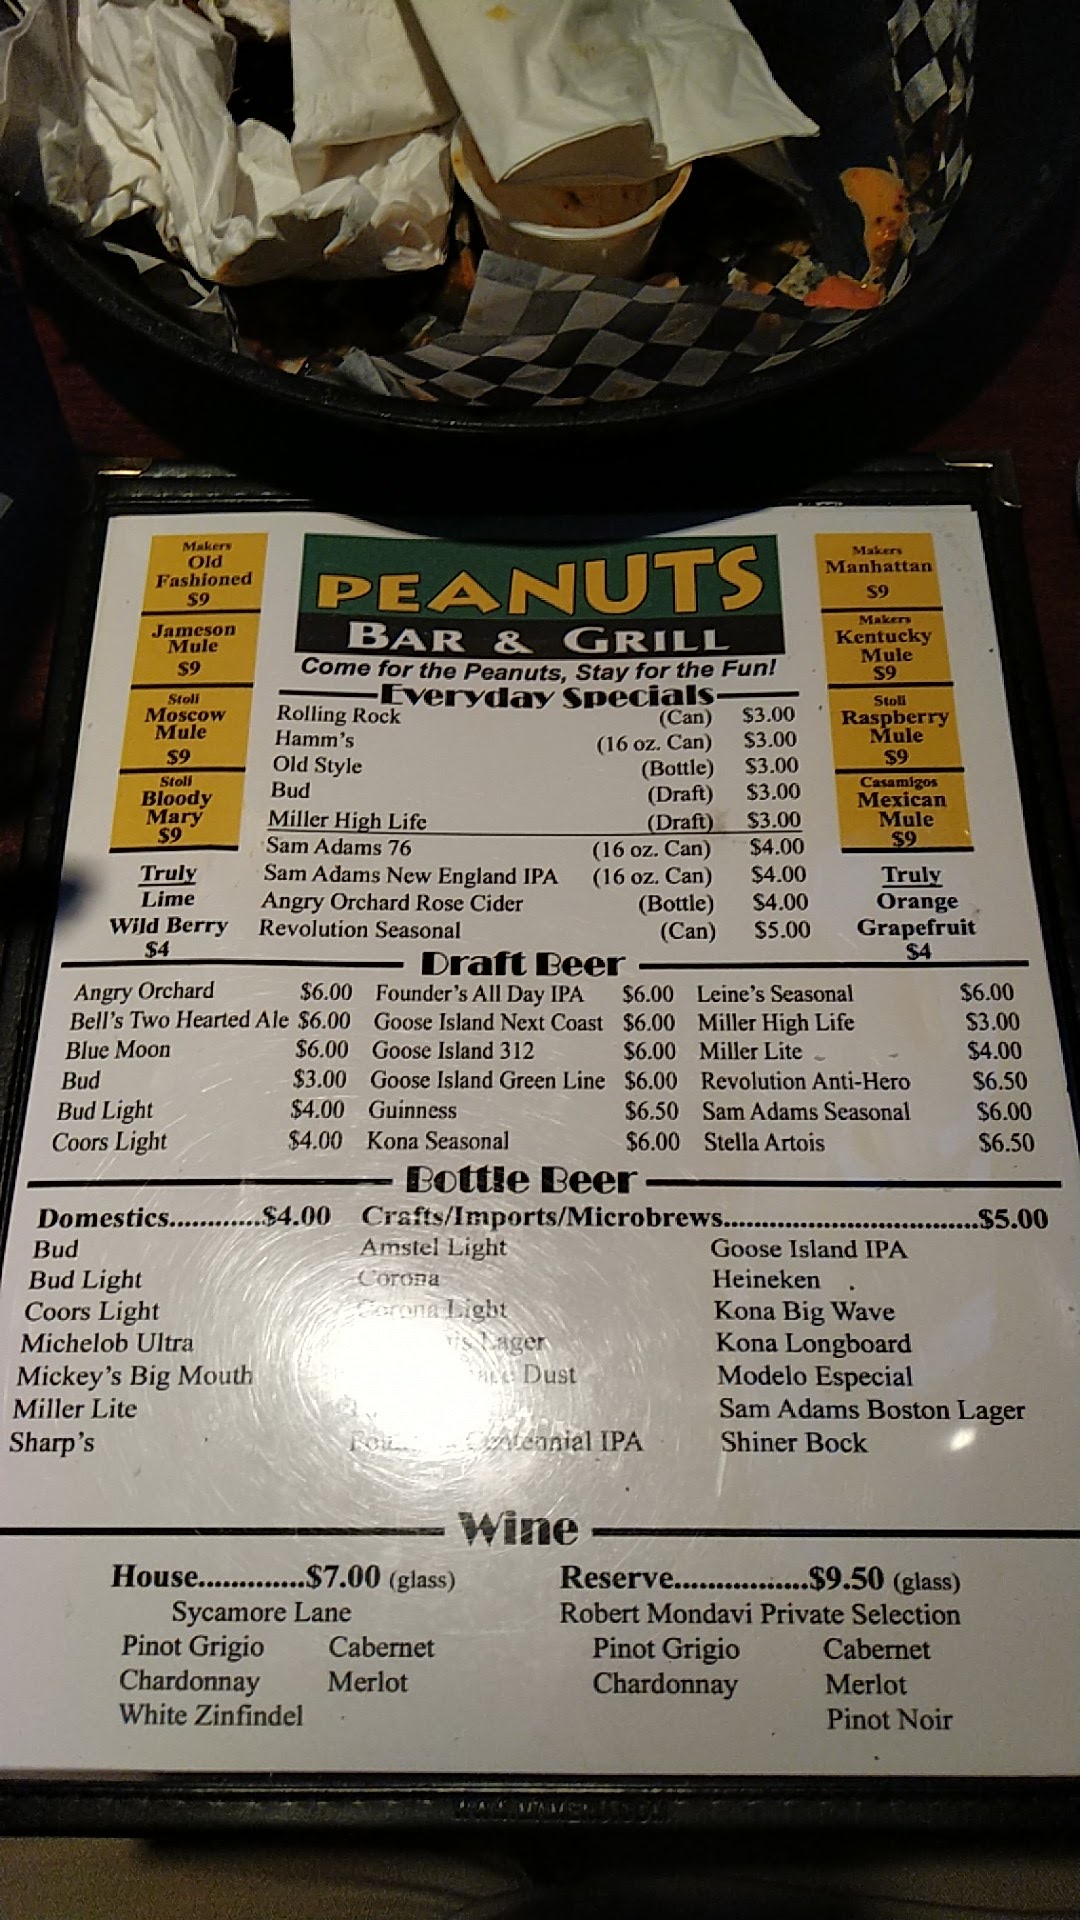 PEANUTS
BAR & GRILL
Come for the Peanuts, Stay for the Fun!
Makers
Old
Fashioned
$9
Jameson
Mule
$9
Stoli
Moscow
Mule
$9
Stoli
Bloody
Mary
$9
Truly
Lime
Wild Berry
$4
Everyday Specials
Rolling Rock (Can) $3.00
Hamm's (16 oz. Can) $3.00
Old Style (Bottle) $3.00
Bud (Draft) $3.00
Miller High Life (Draft) $3.00
Sam Adams 76 (16 oz. Can) $4.00
Sam Adams New England IPA (16 oz. Can) $4.00
Angry Orchard Rose Cider (Bottle) $4.00
Revolution Seasonal (Can) $5.00
Makers
Manhattan
$9
Makers
Kentucky
Mule
$9
Stoli
Raspberry
Mule
$9
Casamigos
Mexican
Mule
$9
Truly
Orange
Grapefruit
$4
Draft Beer
Angry Orchard $6.00 Founder's All Day IPA $6.00 Leine's Seasonal $6.00
Bell's Two Hearted Ale $6.00 Goose Island Next Coast $6.00 Miller High Life $3.00
Blue Moon $6.00 Goose Island 312 $6.00 Miller Lite $4.00
Bud $3.00 Goose Island Green Line $6.00 Revolution Anti-Hero $6.50
Bud Light $4.00 Guinness $6.50 Sam Adams Seasonal $6.00
Coors Light $4.00 Kona Seasonal $6.00 Stella Artois $6.50
Bottle Beer
Domestics............$4.00 Crafts/Imports/Microbrews.................................$5.00
Bud Amstel Light Goose Island IPA
Bud Light Corona Heineken
Coors Light Corona Light Kona Big Wave
Michelob Ultra Lager Kona Longboard
Mickey's Big Mouth Dust Modelo Especial
Miller Lite Sam Adams Boston Lager
Sharp's Centennial IPA Shiner Bock
Wine
House.............$7.00 (glass) Reserve.................$9.50 (glass)
Sycamore Lane Robert Mondavi Private Selection
Pinot Grigio Cabernet Pinot Grigio Cabernet
Chardonnay Merlot Chardonnay Merlot
White Zinfindel Pinot Noir